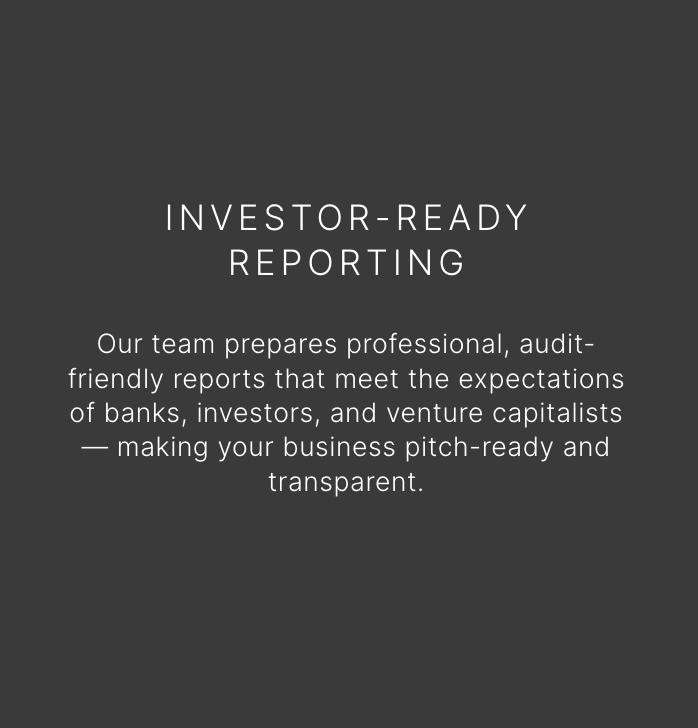 INVESTOR-READY
REPORTING
Our team prepares professional, audit-
friendly reports that meet the expectations
of banks, investors, and venture capitalists
— making your business pitch-ready and
transparent.